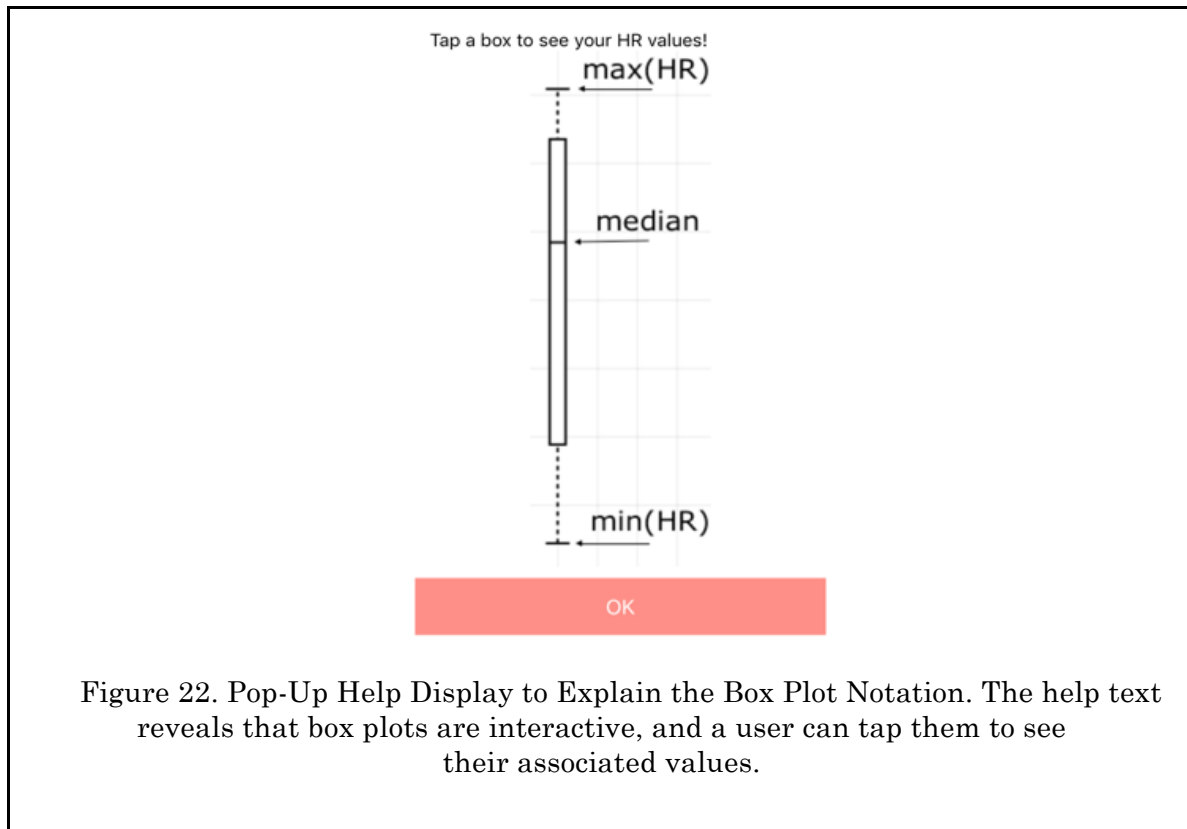 Tap a box to see your HR values!
max(HR)
median
min(HR)
OK
Figure 22. Pop-Up Help Display to Explain the Box Plot Notation. The help text
reveals that box plots are interactive, and a user can tap them to see
their associated values.